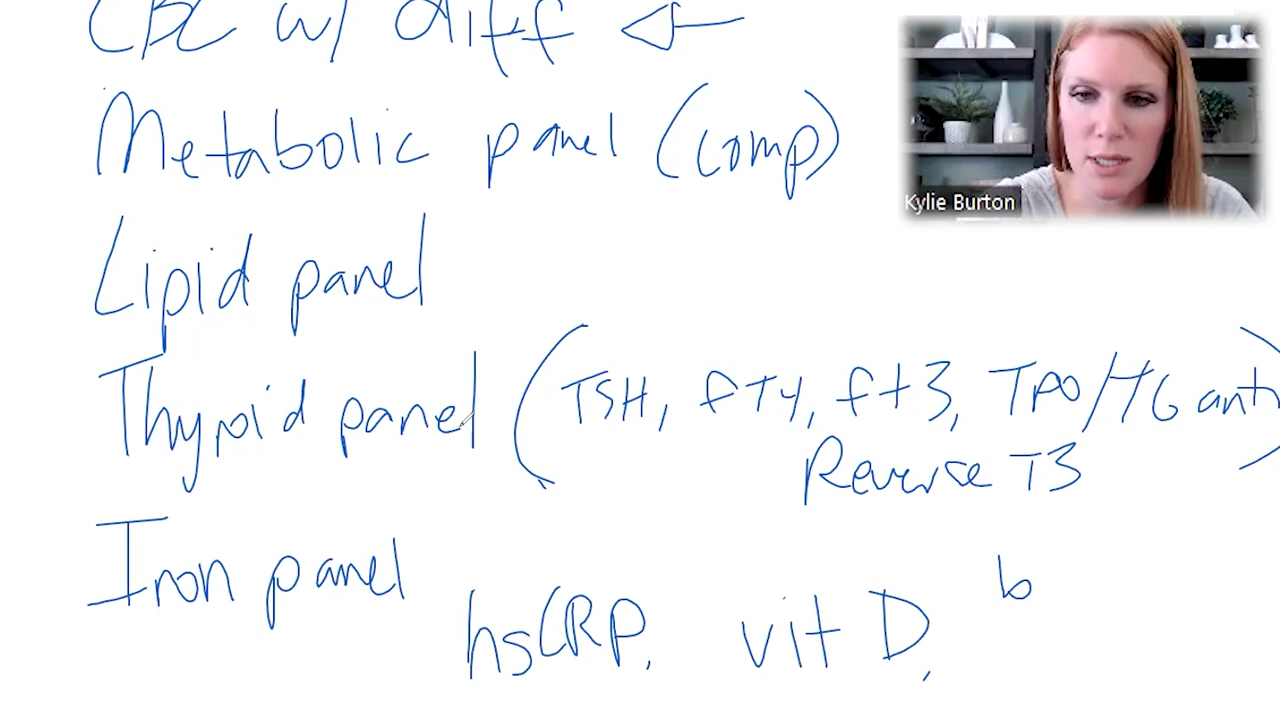 CBC w/ diff ←
Metabolic panel (comp)
Kylie Burton
Lipid panel
Thyroid panel (TSH, fT4, ft3, TPO/TG anti)
Reverse T3
Iron panel
hsCRP, vit D, b